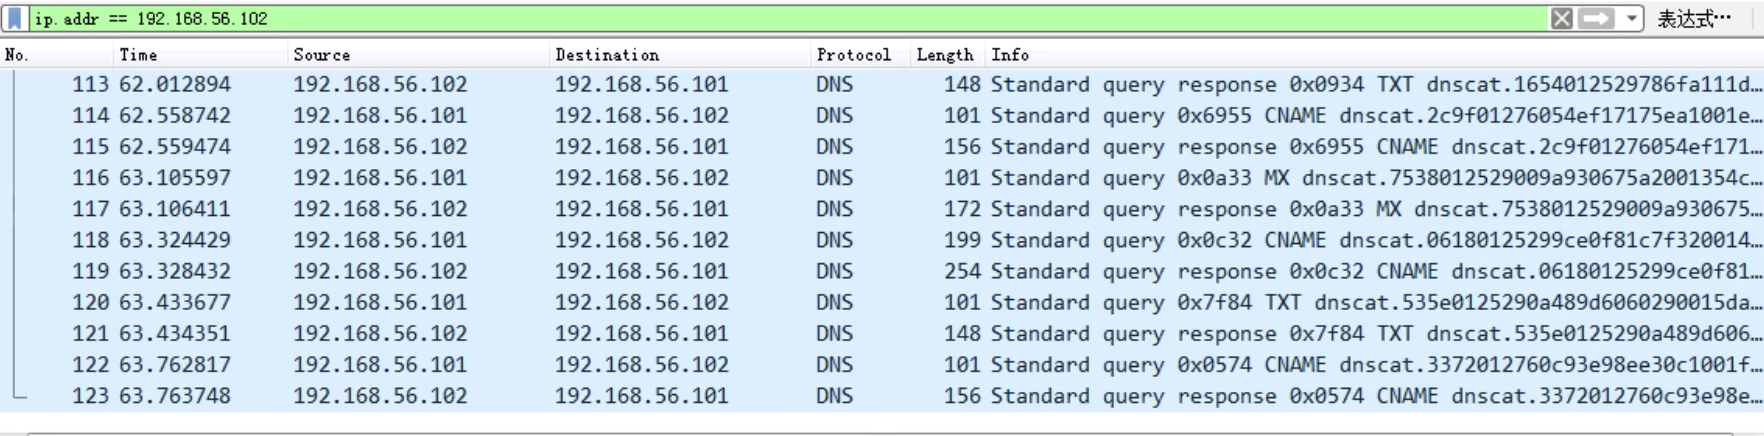 ip.addr == 192.168.56.102 表达式…
No. Time Source Destination Protocol Length Info
113 62.012894 192.168.56.102 192.168.56.101 DNS 148 Standard query response 0x0934 TXT dnscat.1654012529786fa111d…
114 62.558742 192.168.56.101 192.168.56.102 DNS 101 Standard query 0x6955 CNAME dnscat.2c9f01276054ef17175ea1001e…
115 62.559474 192.168.56.102 192.168.56.101 DNS 156 Standard query response 0x6955 CNAME dnscat.2c9f01276054ef171…
116 63.105597 192.168.56.101 192.168.56.102 DNS 101 Standard query 0x0a33 MX dnscat.7538012529009a930675a2001354c…
117 63.106411 192.168.56.102 192.168.56.101 DNS 172 Standard query response 0x0a33 MX dnscat.7538012529009a930675…
118 63.324429 192.168.56.101 192.168.56.102 DNS 199 Standard query 0x0c32 CNAME dnscat.06180125299ce0f81c7f320014…
119 63.328432 192.168.56.102 192.168.56.101 DNS 254 Standard query response 0x0c32 CNAME dnscat.06180125299ce0f81…
120 63.433677 192.168.56.101 192.168.56.102 DNS 101 Standard query 0x7f84 TXT dnscat.535e0125290a489d6060290015da…
121 63.434351 192.168.56.102 192.168.56.101 DNS 148 Standard query response 0x7f84 TXT dnscat.535e0125290a489d606…
122 63.762817 192.168.56.101 192.168.56.102 DNS 101 Standard query 0x0574 CNAME dnscat.3372012760c93e98ee30c1001f…
123 63.763748 192.168.56.102 192.168.56.101 DNS 156 Standard query response 0x0574 CNAME dnscat.3372012760c93e98e…